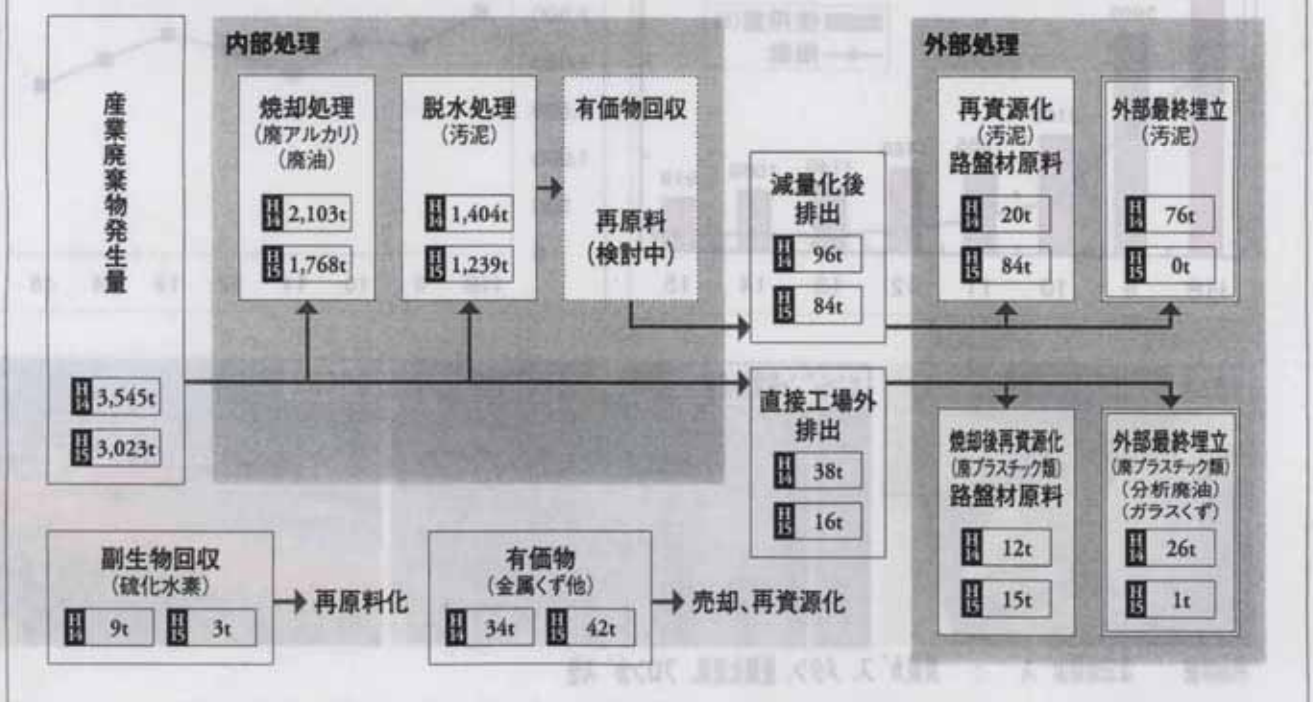 産業廃棄物発生量
H14 3,545t
H15 3,023t
内部処理
焼却処理
(廃アルカリ)
(廃油)
H14 2,103t
H15 1,768t
脱水処理
(汚泥)
H14 1,404t
H15 1,239t
有価物回収
再原料
(検討中)
減量化後
排出
H14 96t
H15 84t
直接工場外
排出
H14 38t
H15 16t
外部処理
再資源化
(汚泥)
路盤材原料
H14 20t
H15 84t
外部最終埋立
(汚泥)
H14 76t
H15 0t
焼却後再資源化
(廃プラスチック類)
路盤材原料
H14 12t
H15 15t
外部最終埋立
(廃プラスチック類)
(分析廃油)
(ガラスくず)
H14 26t
H15 1t
副生物回収
(硫化水素)
H14 9t H15 3t
再原料化
有価物
(金属くず他)
H14 34t H15 42t
売却、再資源化